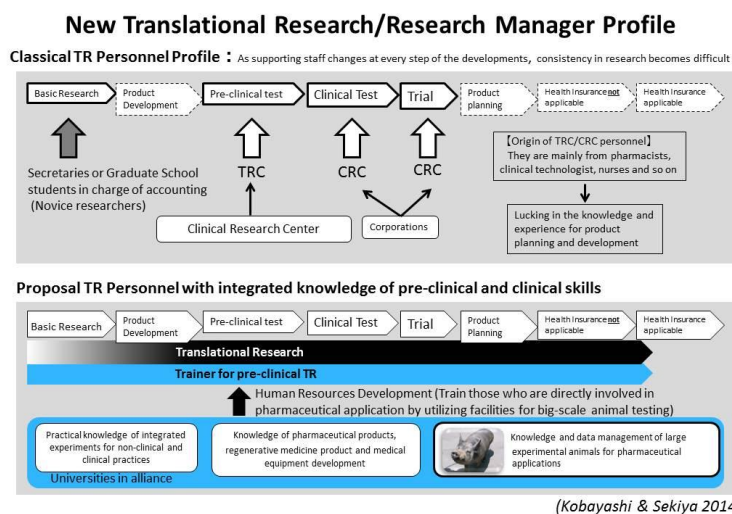 New Translational Research/Research Manager Profile
Classical TR Personnel Profile : As supporting staff changes at every step of the developments, consistency in research becomes difficult
Basic Research
Product
Development
Pre-clinical test
Clinical Test
Trial
Product
planning
Health Insurance not
applicable
Health Insurance
applicable
Secretaries or Graduate School
students in charge of accounting
(Novice researchers)
TRC
CRC
CRC
Clinical Research Center
Corporations
【Origin of TRC/CRC personnel】
They are mainly from pharmacists,
clinical technologist, nurses and so on
Lucking in the knowledge and
experience for product
planning and development
Proposal TR Personnel with integrated knowledge of pre-clinical and clinical skills
Basic Research
Product
Development
Pre-clinical test
Clinical Test
Trial
Product
Planning
Health Insurance not
applicable
Health Insurance
applicable
Translational Research
Trainer for pre-clinical TR
Human Resources Development (Train those who are directly involved in
pharmaceutical application by utilizing facilities for big-scale animal testing)
Practical knowledge of integrated
experiments for non-clinical and
clinical practices
Knowledge of pharmaceutical products,
regenerative medicine product and medical
equipment development
Knowledge and data management of large
experimental animals for pharmaceutical
applications
Universities in alliance
(Kobayashi & Sekiya 2014